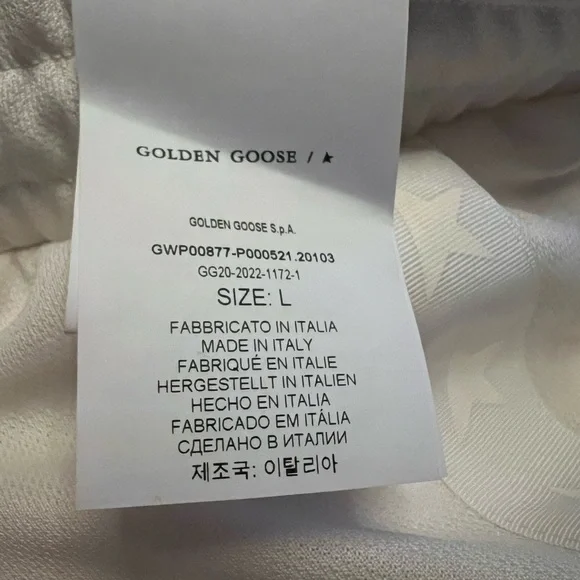 GOLDEN GOOSE / ★
GOLDEN GOOSE S.p.A.
GWP00877-P000521.20103
GG20-2022-1172-1
SIZE: L
FABBRICATO IN ITALIA
MADE IN ITALY
FABRIQUÉ EN ITALIE
HERGESTELLT IN ITALIEN
HECHO EN ITALIA
FABRICADO EM ITÁLIA
СДЕЛАНО В ИТАЛИИ
제조국: 이탈리아